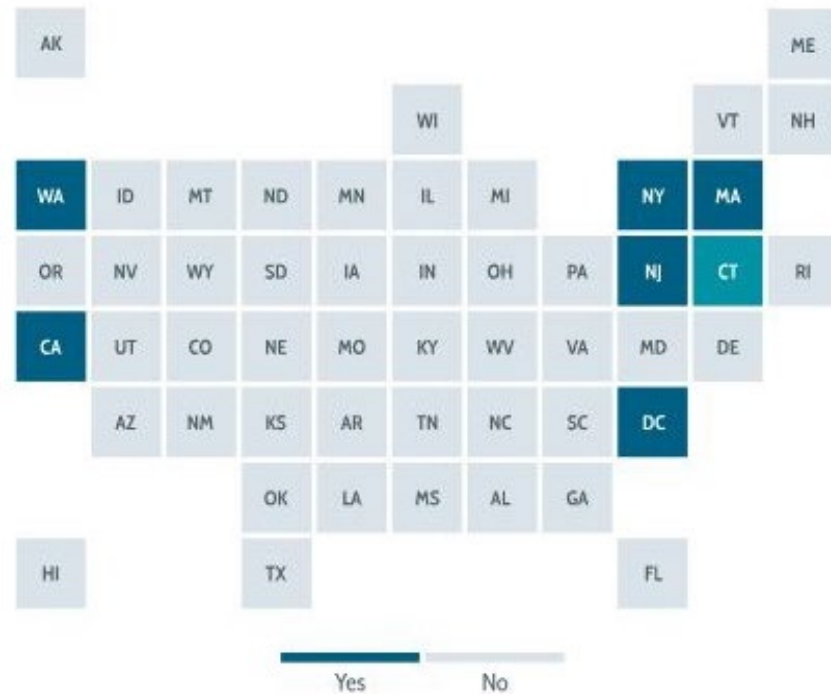 AK ME
WI VT NH
WA ID MT ND MN IL MI NY MA
OR NV WY SD IA IN OH PA NJ CT RI
CA UT CO NE MO KY WV VA MD DE
AZ NM KS AR TN NC SC DC
OK LA MS AL GA
HI TX FL
Yes No